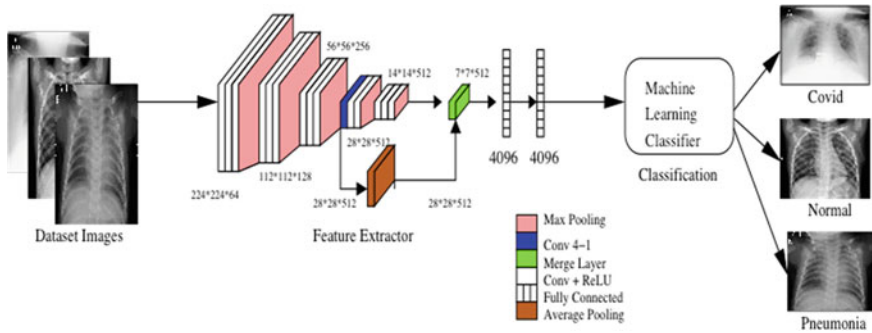 Dataset Images
224*224*64
112*112*128
56*56*256
28*28*512
14*14*512
7*7*512
28*28*512
28*28*512
Feature Extractor
4096
4096
Machine
Learning
Classifier
Classification
Covid
Normal
Pneumonia
Max Pooling
Conv 4-1
Merge Layer
Conv + ReLU
Fully Connected
Average Pooling